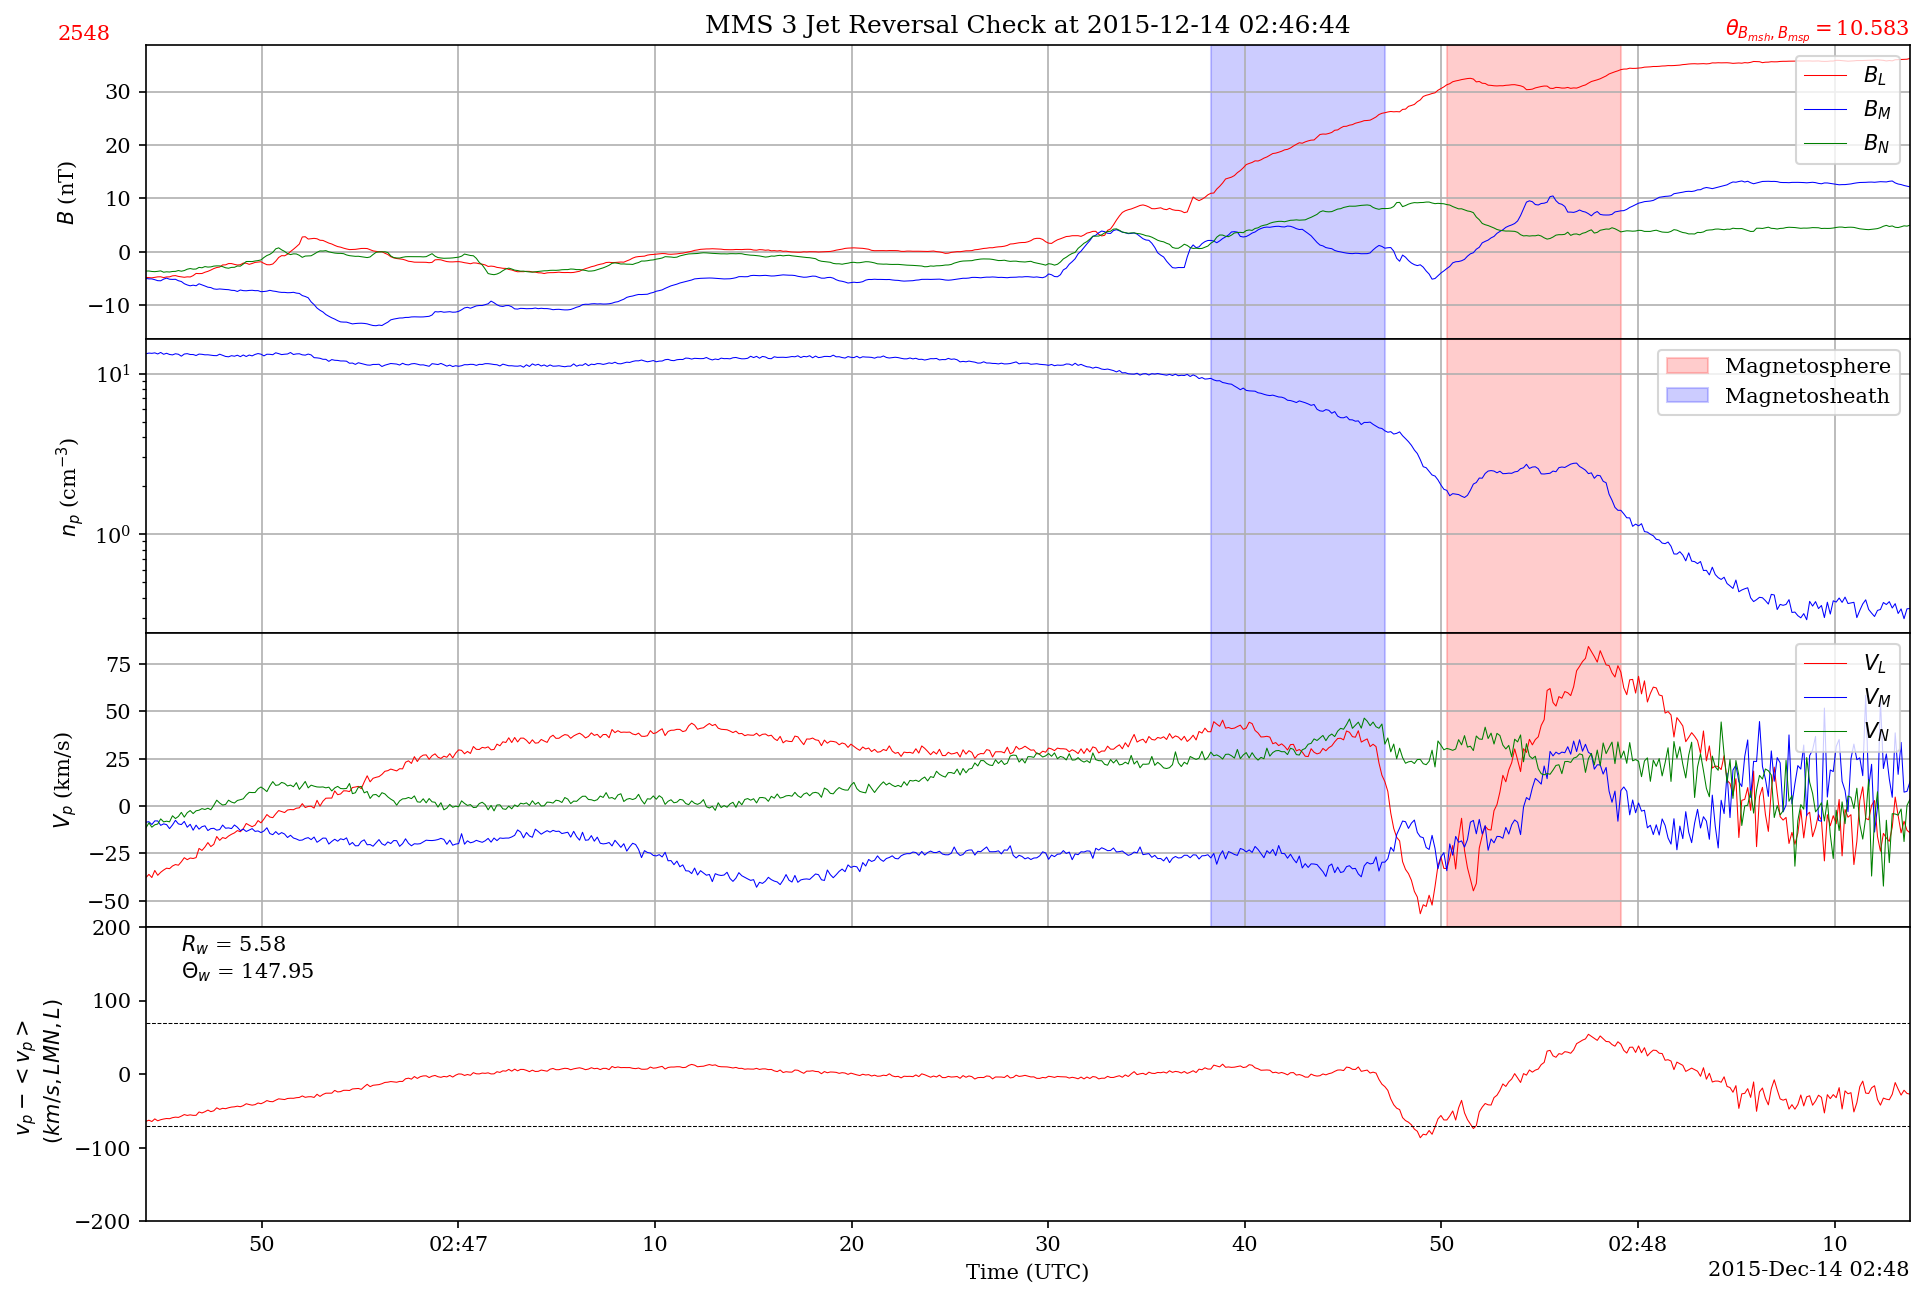 MMS 3 Jet Reversal Check at 2015-12-14 02:46:44
2548
θ_{B_{msh}, B_{msp}} = 10.583
B (nT)
30
20
10
0
−10
B_L
B_M
B_N
n_p (cm^{−3})
10^1
10^0
Magnetosphere
Magnetosheath
V_p (km/s)
75
50
25
0
−25
−50
V_L
V_M
V_N
v_p − < v_p >
(km/s, LMN, L)
200
100
0
−100
−200
R_w = 5.58
Θ_w = 147.95
50
02:47
10
20
30
40
50
02:48
10
Time (UTC)
2015-Dec-14 02:48